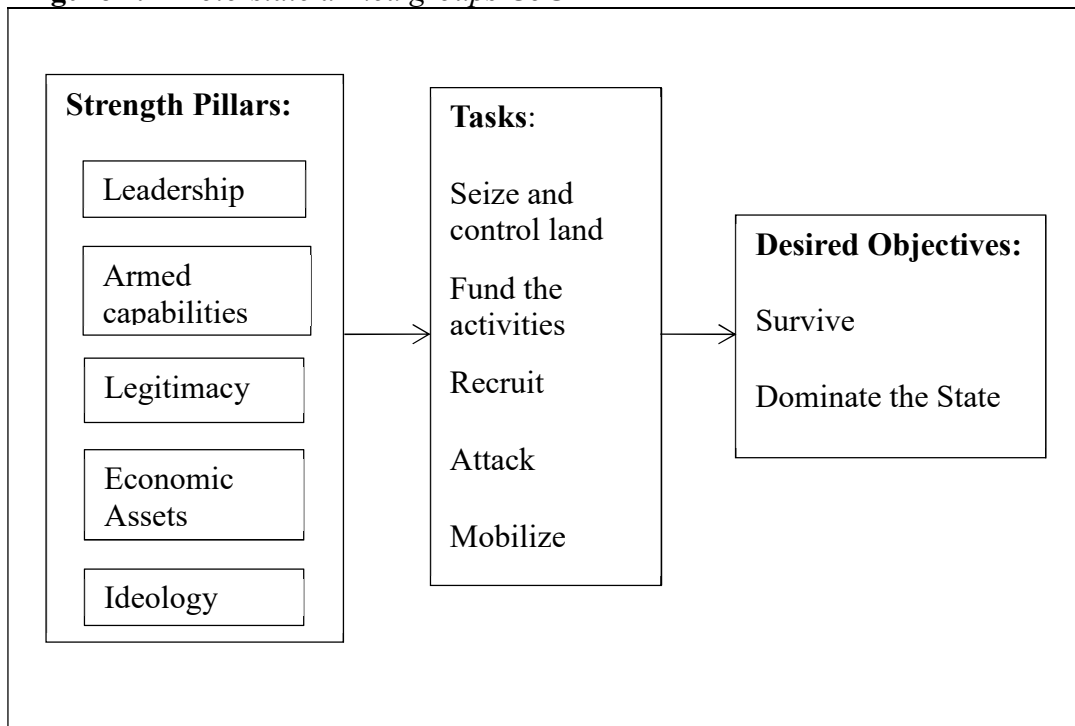 Strength Pillars:
Leadership
Armed
capabilities
Legitimacy
Economic
Assets
Ideology
Tasks:
Seize and
control land
Fund the
activities
Recruit
Attack
Mobilize
Desired Objectives:
Survive
Dominate the State